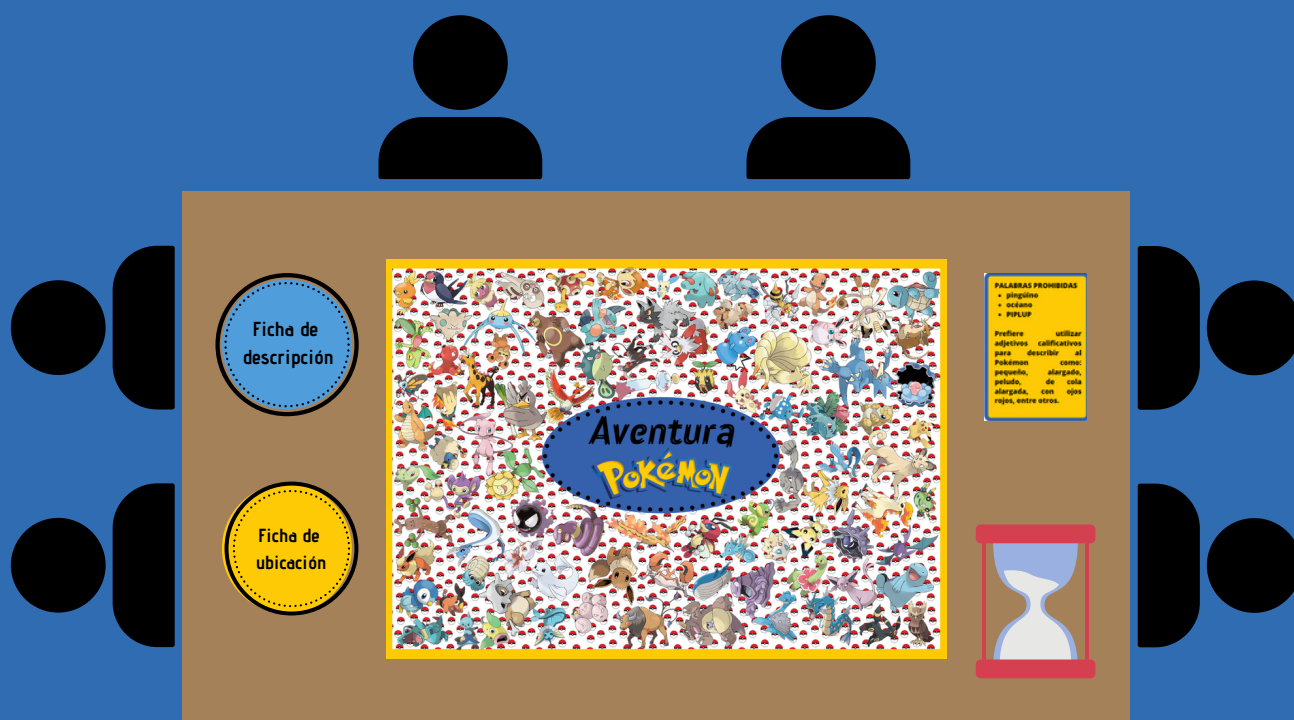 Ficha de
descripción
Ficha de
ubicación
Aventura
POKéMON
PALABRAS PROHIBIDAS
• pingüino
• océano
• PIPLUP
Prefiere utilizar
adjetivos calificativos
para describir al
Pokémon como:
pequeño, alargado,
peludo, de cola
alargada, con ojos
rojos, entre otros.